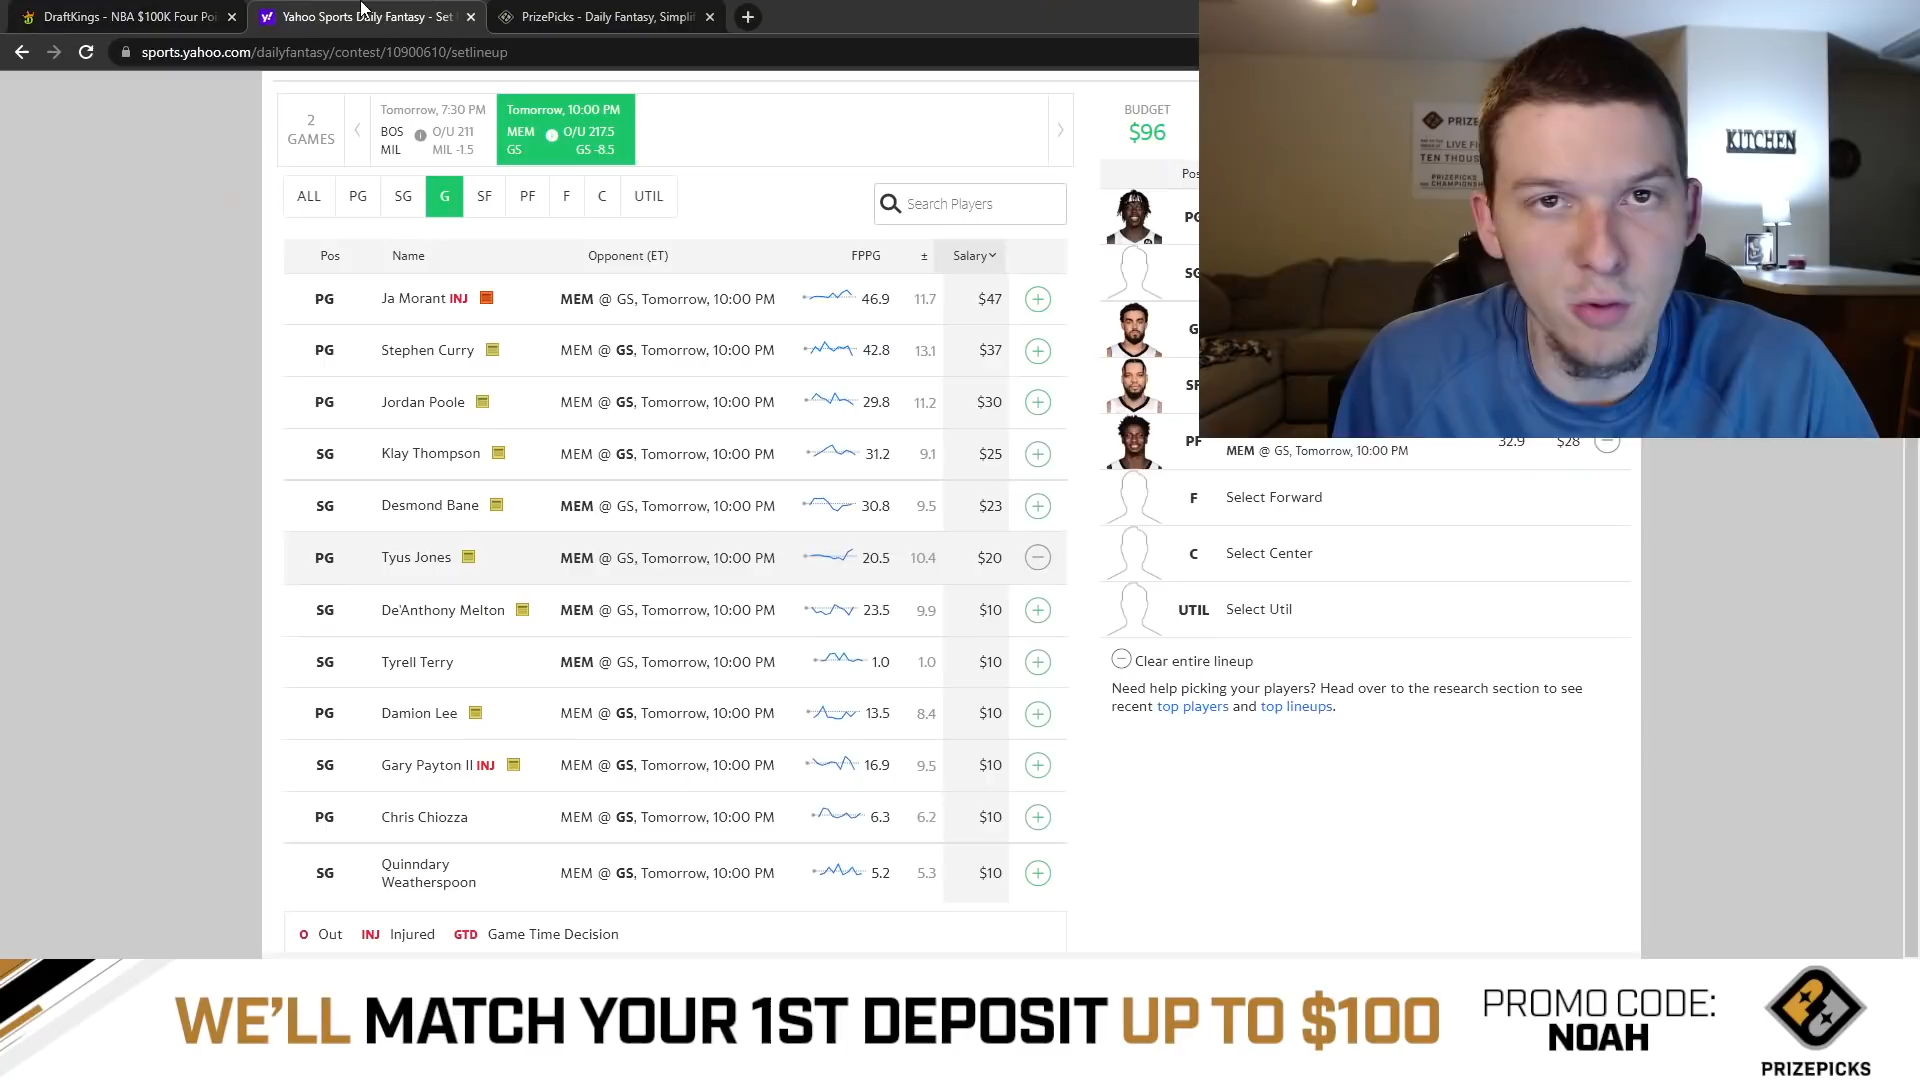 DraftKings - NBA $100K Four Poi
Yahoo Sports Daily Fantasy - Set
PrizePicks - Daily Fantasy, Simplif
sports.yahoo.com/dailyfantasy/contest/10900610/setlineup
2 GAMES
Tomorrow, 7:30 PM
BOS O/U 211
MIL MIL -1.5
Tomorrow, 10:00 PM
MEM O/U 217.5
GS GS -8.5
BUDGET
$96
ALL PG SG G SF PF F C UTIL
Search Players
Pos Name Opponent (ET) FPPG ± Salary
PG Ja Morant INJ MEM @ GS, Tomorrow, 10:00 PM 46.9 11.7 $47
PG Stephen Curry MEM @ GS, Tomorrow, 10:00 PM 42.8 13.1 $37
PG Jordan Poole MEM @ GS, Tomorrow, 10:00 PM 29.8 11.2 $30
SG Klay Thompson MEM @ GS, Tomorrow, 10:00 PM 31.2 9.1 $25
SG Desmond Bane MEM @ GS, Tomorrow, 10:00 PM 30.8 9.5 $23
PG Tyus Jones MEM @ GS, Tomorrow, 10:00 PM 20.5 10.4 $20
SG De'Anthony Melton MEM @ GS, Tomorrow, 10:00 PM 23.5 9.9 $10
SG Tyrell Terry MEM @ GS, Tomorrow, 10:00 PM 1.0 1.0 $10
PG Damion Lee MEM @ GS, Tomorrow, 10:00 PM 13.5 8.4 $10
SG Gary Payton II INJ MEM @ GS, Tomorrow, 10:00 PM 16.9 9.5 $10
PG Chris Chiozza MEM @ GS, Tomorrow, 10:00 PM 6.3 6.2 $10
SG Quinndary Weatherspoon MEM @ GS, Tomorrow, 10:00 PM 5.2 5.3 $10
O Out INJ Injured GTD Game Time Decision
Pos
SG
G
PF 32.9 $28
MEM @ GS, Tomorrow, 10:00 PM
F Select Forward
C Select Center
UTIL Select Util
Clear entire lineup
Need help picking your players? Head over to the research section to see
recent top players and top lineups.
KITCHEN
TEN THOUS
WE'LL MATCH YOUR 1ST DEPOSIT UP TO $100
PROMO CODE:
NOAH
PRIZEPICKS